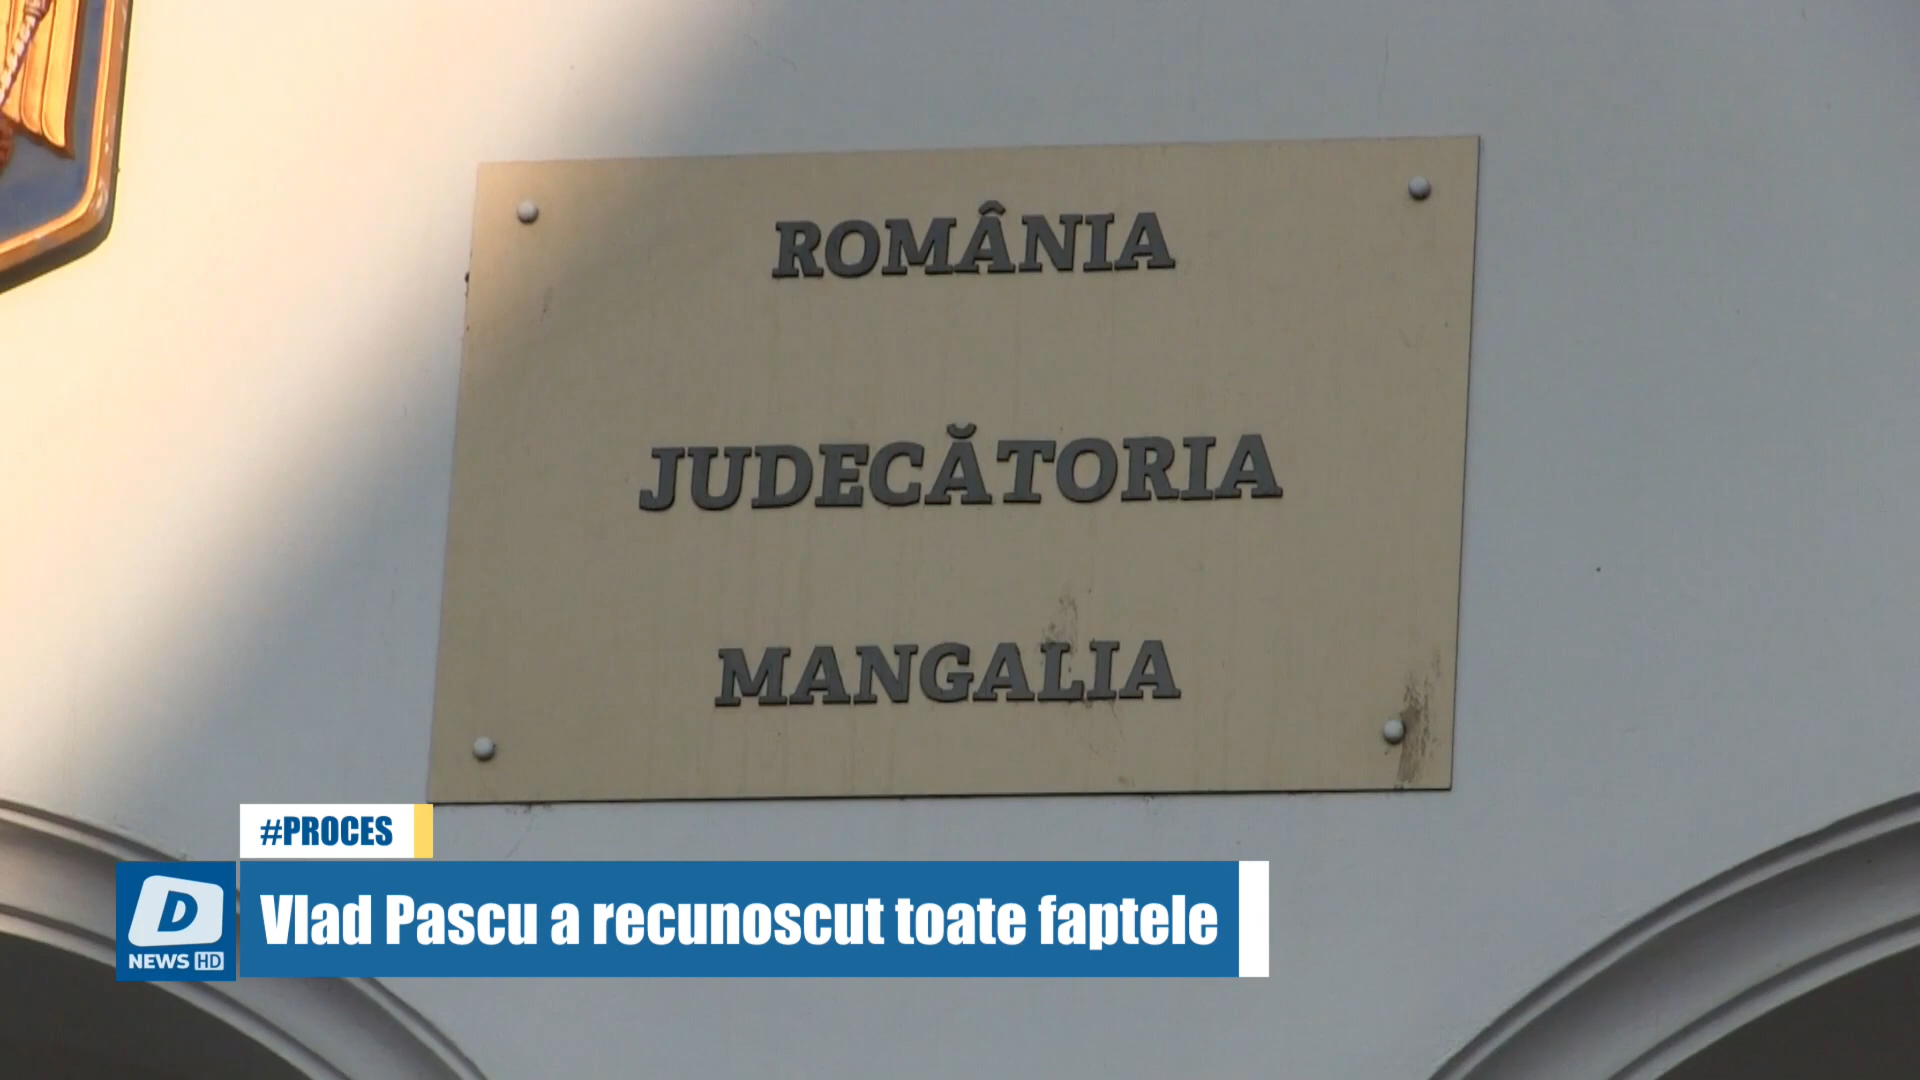 ROMÂNIA
JUDECĂTORIA
MANGALIA
#PROCES
Vlad Pascu a recunoscut toate faptele
D
NEWS HD